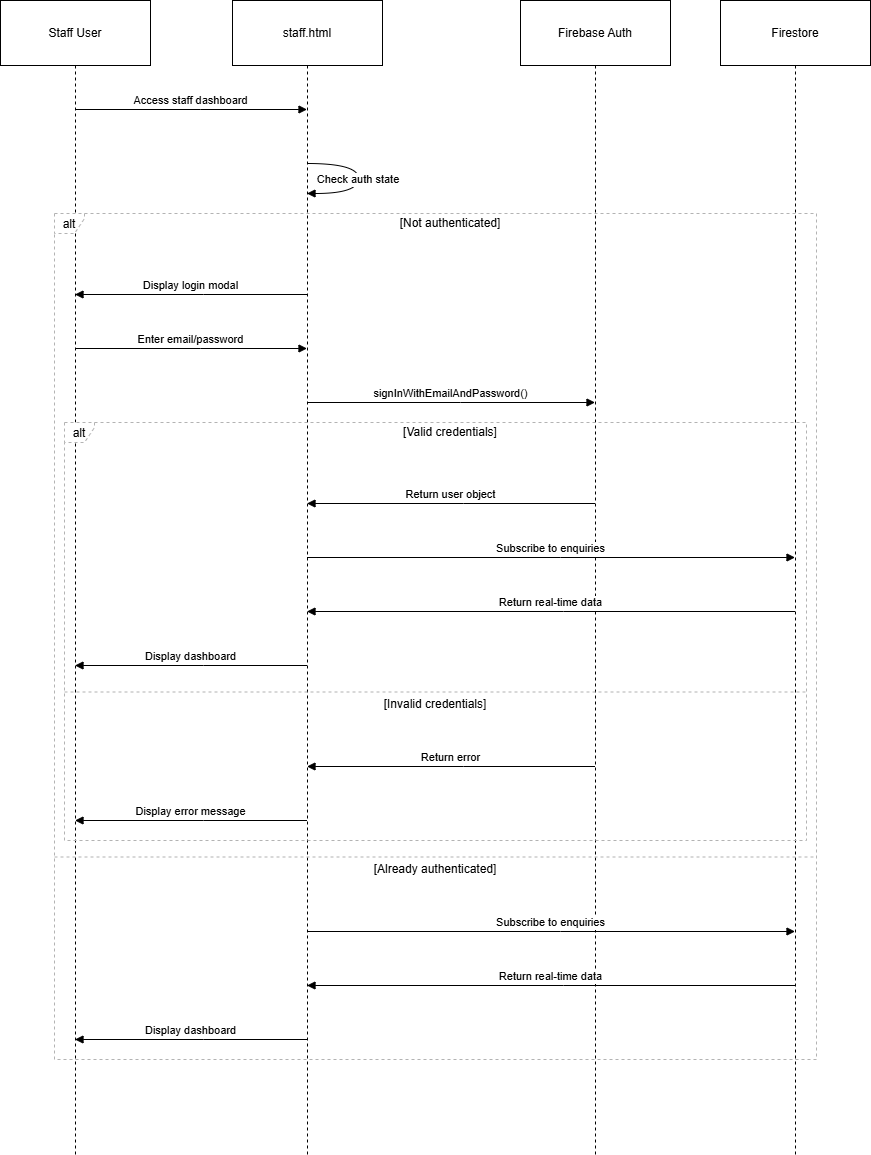 Staff User
staff.html
Firebase Auth
Firestore
Access staff dashboard
Check auth state
alt
[Not authenticated]
Display login modal
Enter email/password
signInWithEmailAndPassword()
alt
[Valid credentials]
Return user object
Subscribe to enquiries
Return real-time data
Display dashboard
[Invalid credentials]
Return error
Display error message
[Already authenticated]
Subscribe to enquiries
Return real-time data
Display dashboard